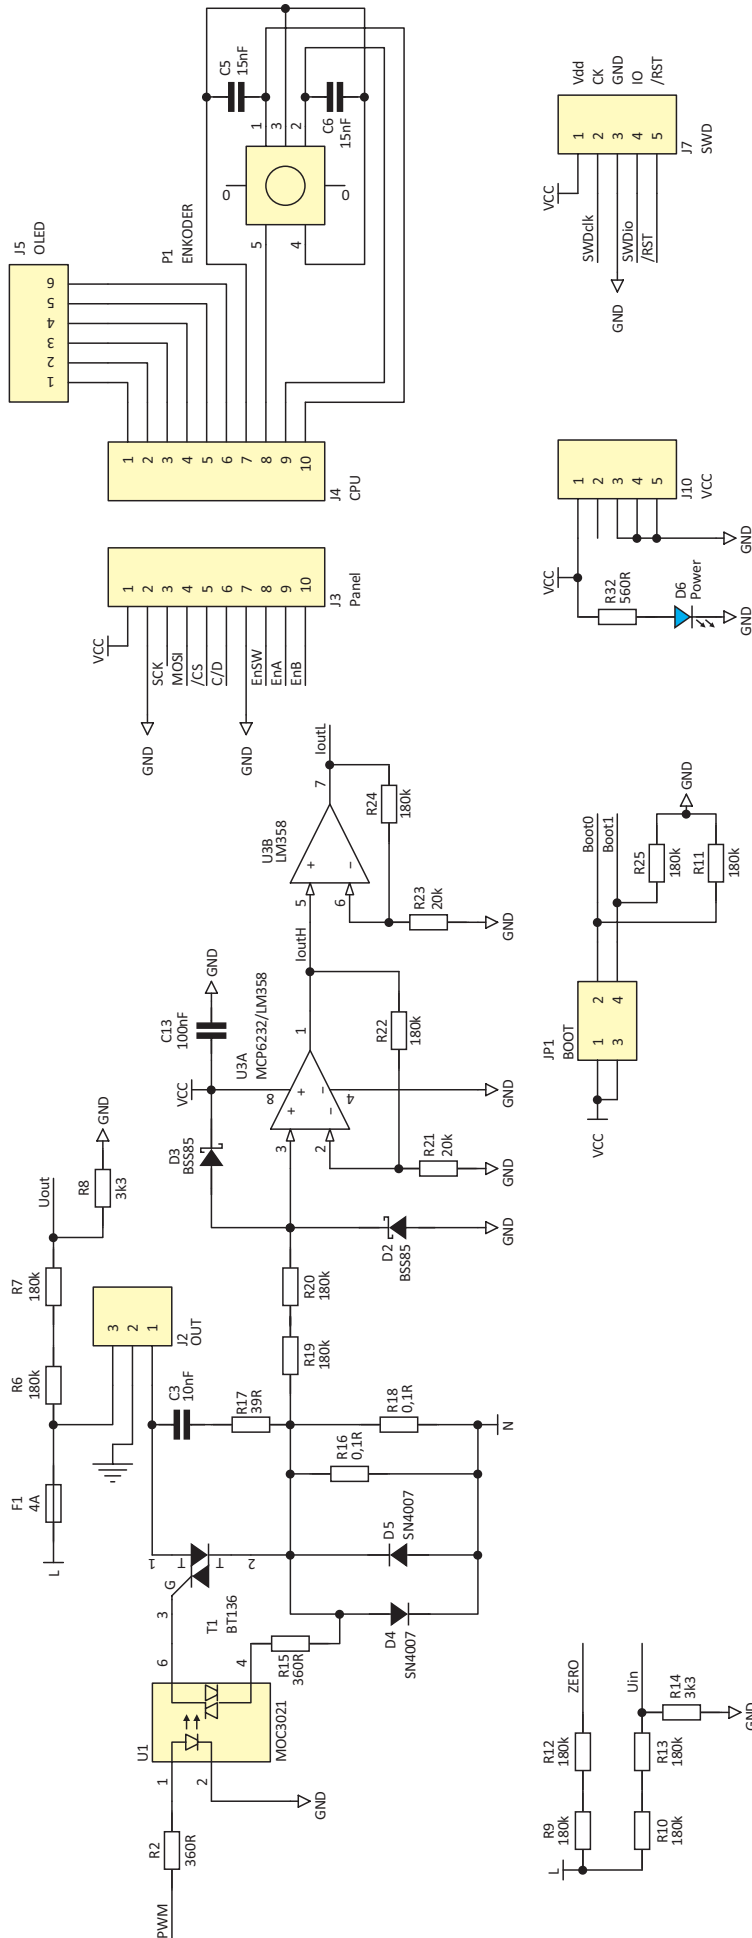 PWM
R2
360R
1
2
U1
MOC3021
6
4
GND
3
G
T
T
1
2
T1
BT136
R15
360R
D4
SN4007
D5
SN4007
R16
0,1R
R18
0,1R
N
L
F1
4A
R6
180k
R7
180k
Uout
R8
3k3
GND
3
2
1
J2
OUT
C3
10nF
R17
39R
R19
180k
R20
180k
D3
BSS85
D2
BSS85
GND
VCC
C13
100nF
GND
U3A
MCP6232/LM358
8
3
2
1
4
+
+
–
–
R21
20k
GND
GND
R22
180k
IoutH
U3B
LM358
5
6
7
+
–
IoutL
R23
20k
GND
R24
180k
VCC
GND
SCK
MOSI
/CS
C/D
GND
EnSW
EnA
EnB
1
2
3
4
5
6
7
8
9
10
J3
Panel
1
2
3
4
5
6
7
8
9
10
J4
CPU
J5
OLED
1
2
3
4
5
6
P1
ENKODER
5
4
0
0
1
3
2
C5
15nF
C6
15nF
L
R9
180k
R12
180k
ZERO
R10
180k
R13
180k
Uin
R14
3k3
GND
VCC
JP1
BOOT
1
2
3
4
Boot0
Boot1
R25
180k
R11
180k
GND
VCC
R32
560R
D6
Power
GND
GND
1
2
3
4
5
J10
VCC
VCC
SWDclk
GND
SWDio
/RST
1
2
3
4
5
Vdd
CK
GND
IO
/RST
J7
SWD